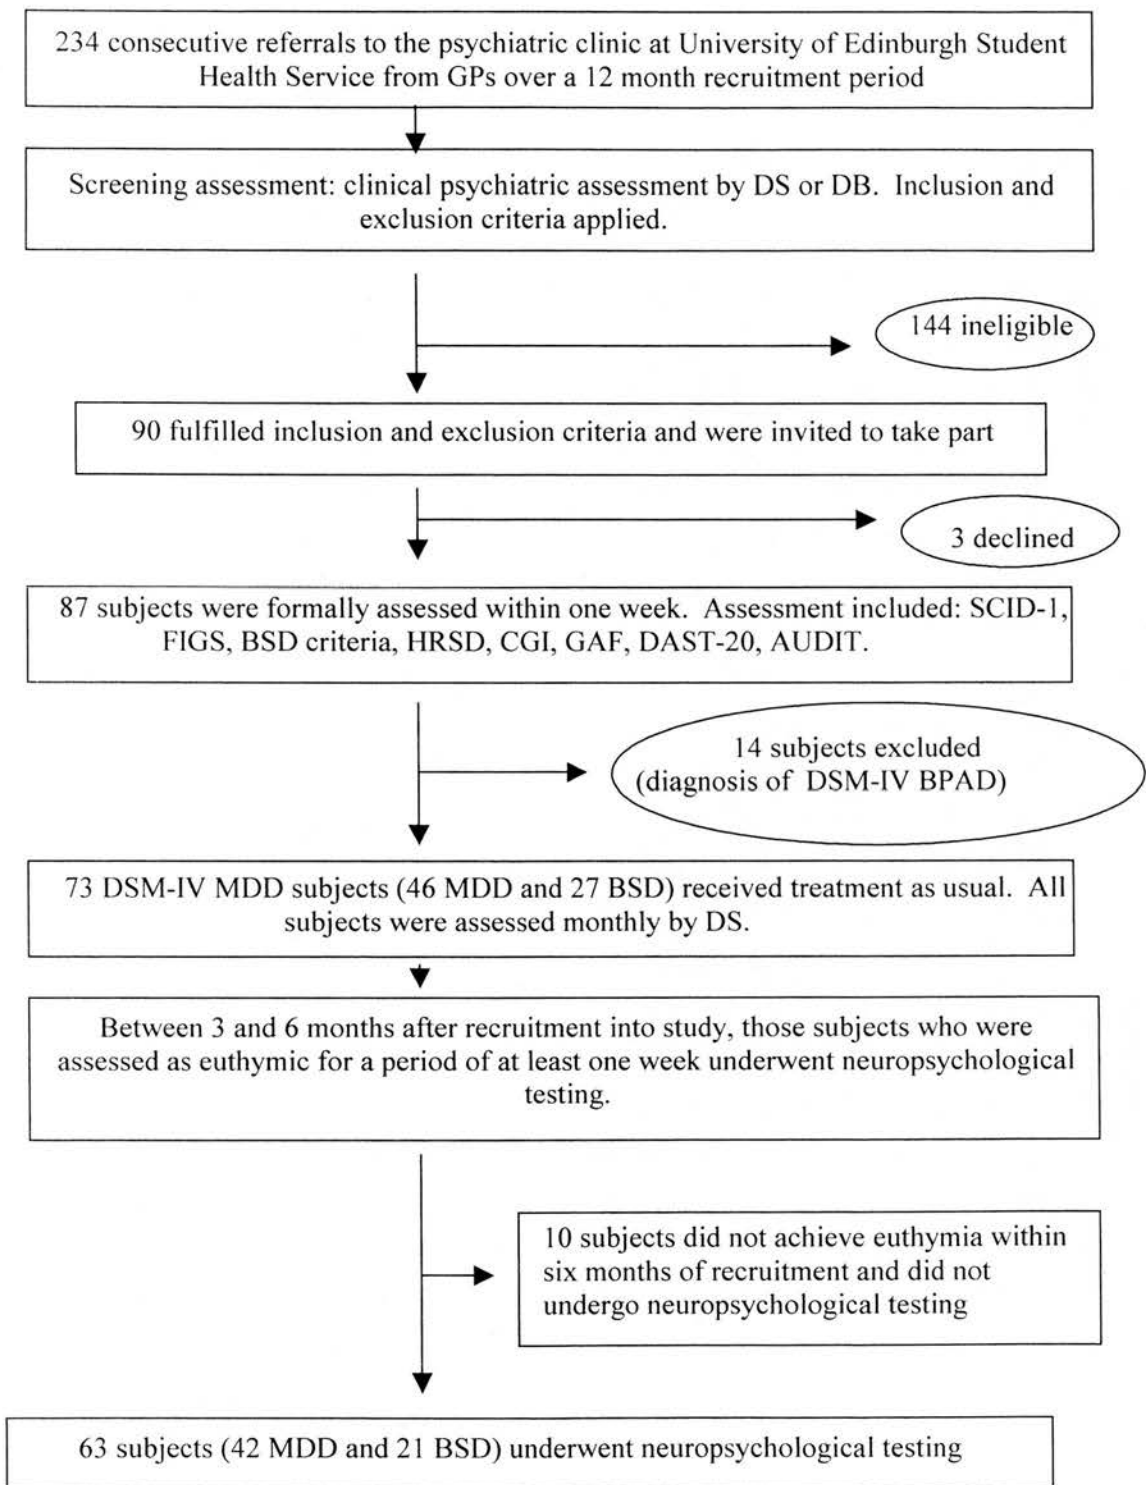 234 consecutive referrals to the psychiatric clinic at University of Edinburgh Student
Health Service from GPs over a 12 month recruitment period
Screening assessment: clinical psychiatric assessment by DS or DB. Inclusion and
exclusion criteria applied.
144 ineligible
90 fulfilled inclusion and exclusion criteria and were invited to take part
3 declined
87 subjects were formally assessed within one week. Assessment included: SCID-1,
FIGS, BSD criteria, HRSD, CGI, GAF, DAST-20, AUDIT.
14 subjects excluded
(diagnosis of DSM-IV BPAD)
73 DSM-IV MDD subjects (46 MDD and 27 BSD) received treatment as usual. All
subjects were assessed monthly by DS.
Between 3 and 6 months after recruitment into study, those subjects who were
assessed as euthymic for a period of at least one week underwent neuropsychological
testing.
10 subjects did not achieve euthymia within
six months of recruitment and did not
undergo neuropsychological testing
63 subjects (42 MDD and 21 BSD) underwent neuropsychological testing